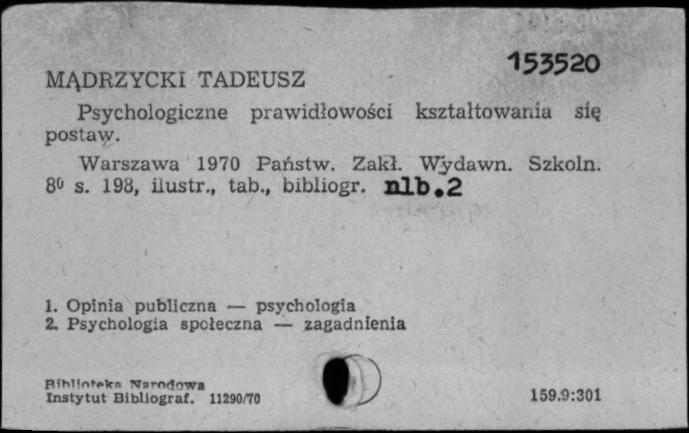 153520
MĄDRZYCKI TADEUSZ
Psychologiczne prawidłowości kształtowania się
postaw.
Warszawa 1970 Państw. Zakł. Wydawn. Szkoln.
8⁰ s. 198, ilustr., tab., bibliogr. nlb.2
1. Opinia publiczna — psychologia
2. Psychologia społeczna — zagadnienia
Biblioteka Narodowa
Instytut Bibliograf. 11290/70
159.9:301